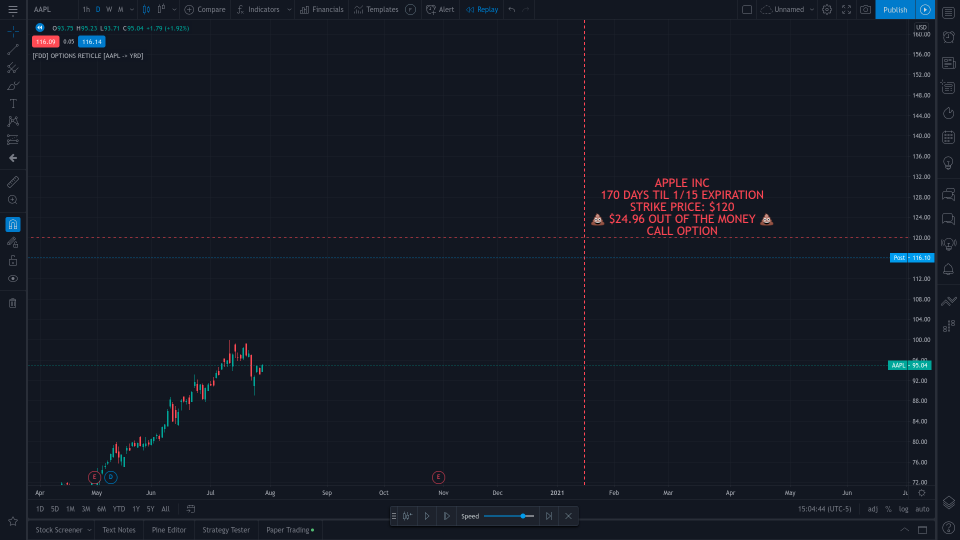 AAPL
1h D W M
Compare
Indicators
Financials
Templates
Alert
Replay
Unnamed
Publish
O93.75 H95.23 L93.71 C95.04 +1.79 (+1.92%)
116.09 0.05 116.14
[FDD] OPTIONS RETICLE [AAPL -> YRD]
USD
160.00
156.00
152.00
148.00
144.00
140.00
136.00
132.00
128.00
124.00
120.00
Post 116.10
112.00
108.00
104.00
100.00
96.00
AAPL 95.04
92.00
88.00
84.00
80.00
76.00
72.00
APPLE INC
170 DAYS TIL 1/15 EXPIRATION
STRIKE PRICE: $120
💩 $24.96 OUT OF THE MONEY 💩
CALL OPTION
E D E
Apr May Jun Jul Aug Sep Oct Nov Dec 2021 Feb Mar Apr May Jun
1D 5D 1M 3M 6M YTD 1Y 5Y All
15:04:44 (UTC-5) adj % log auto
Speed
Stock Screener
Text Notes
Pine Editor
Strategy Tester
Paper Trading